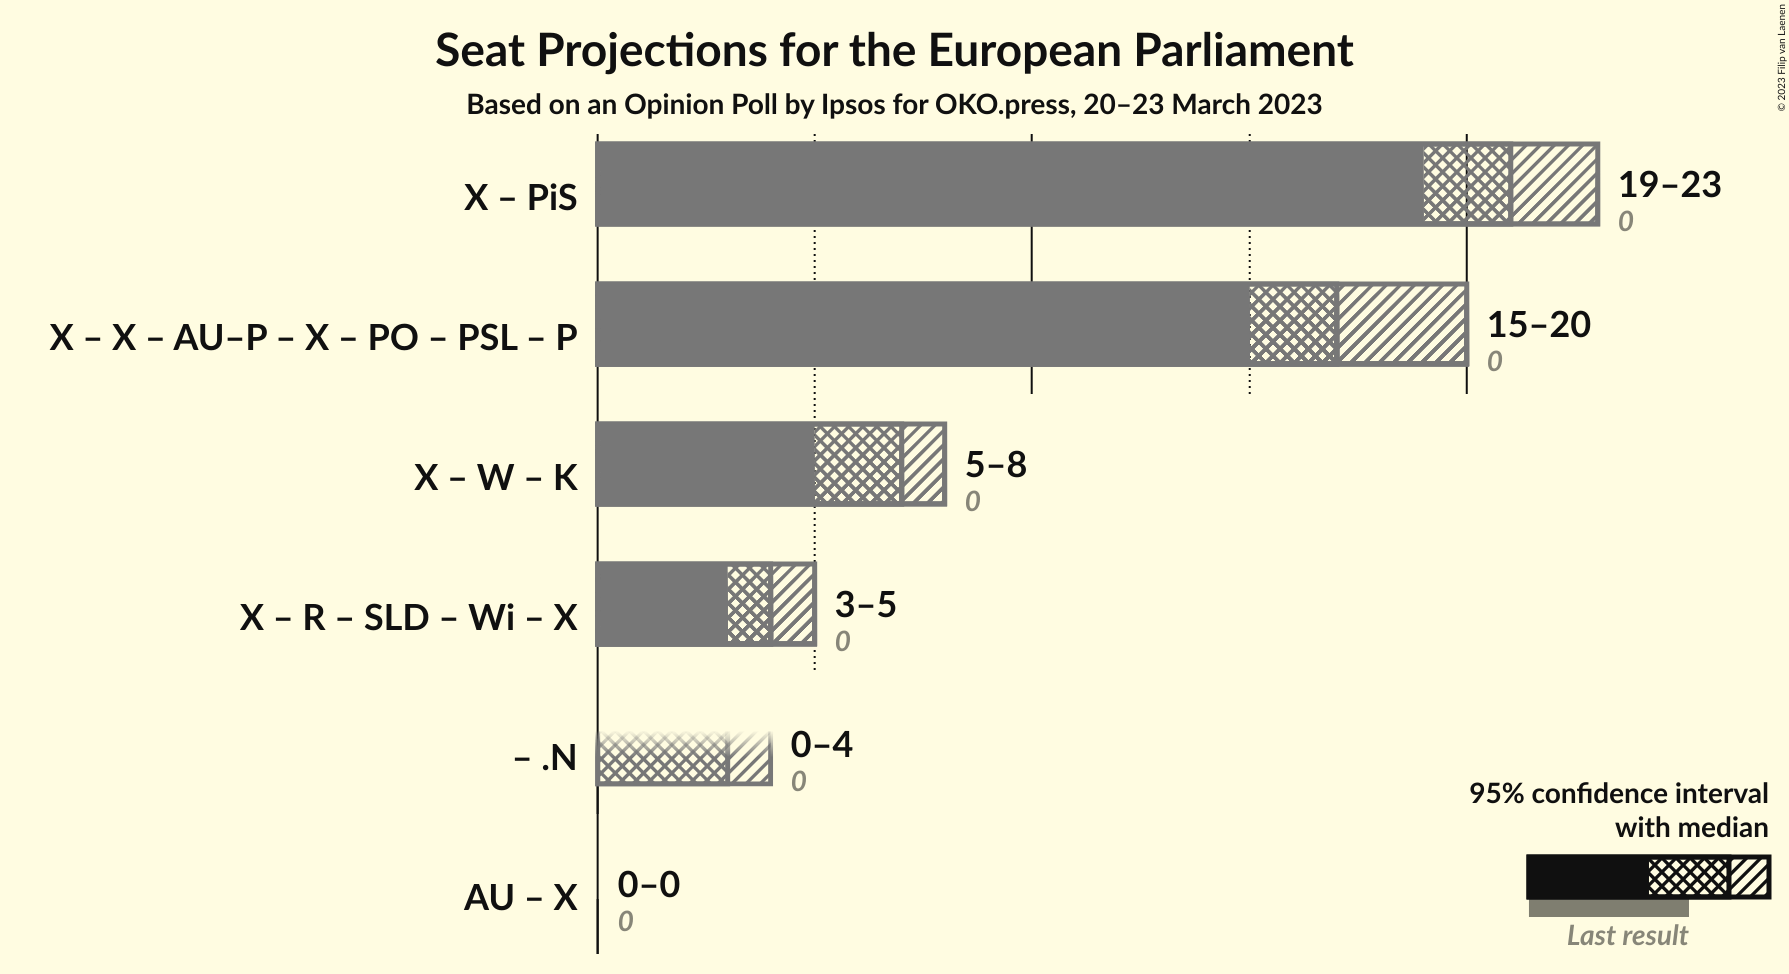 Seat Projections for the European Parliament
Based on an Opinion Poll by Ipsos for OKO.press, 20–23 March 2023
© 2023 Filip van Laenen
X – PiS
19–23
0
X – X – AU–P – X – PO – PSL – P
15–20
0
X – W – K
5–8
0
X – R – SLD – Wi – X
3–5
0
– .N
0–4
0
AU – X
0–0
0
95% confidence interval
with median
Last result